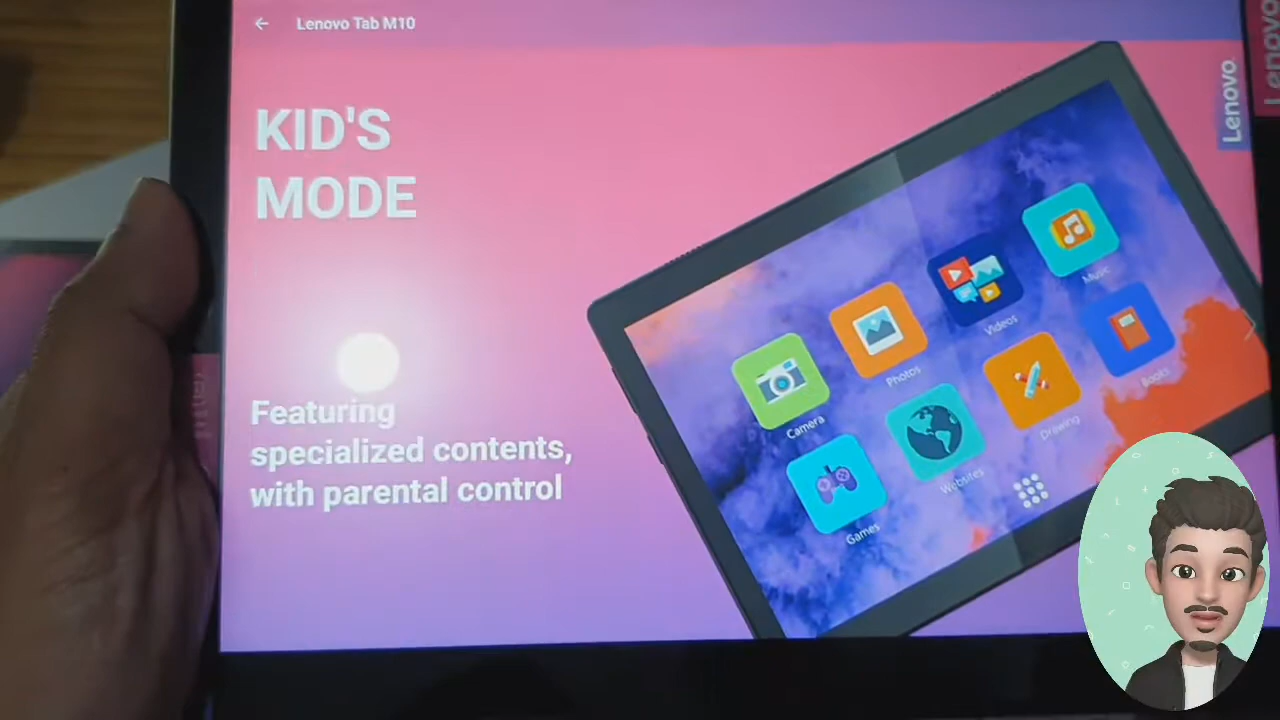 Lenovo Tab M10
KID'S
MODE
Featuring
specialized contents,
with parental control
Lenovo
Lenovo
Music
Videos
Photos
Books
Camera
Drawing
Websites
Games